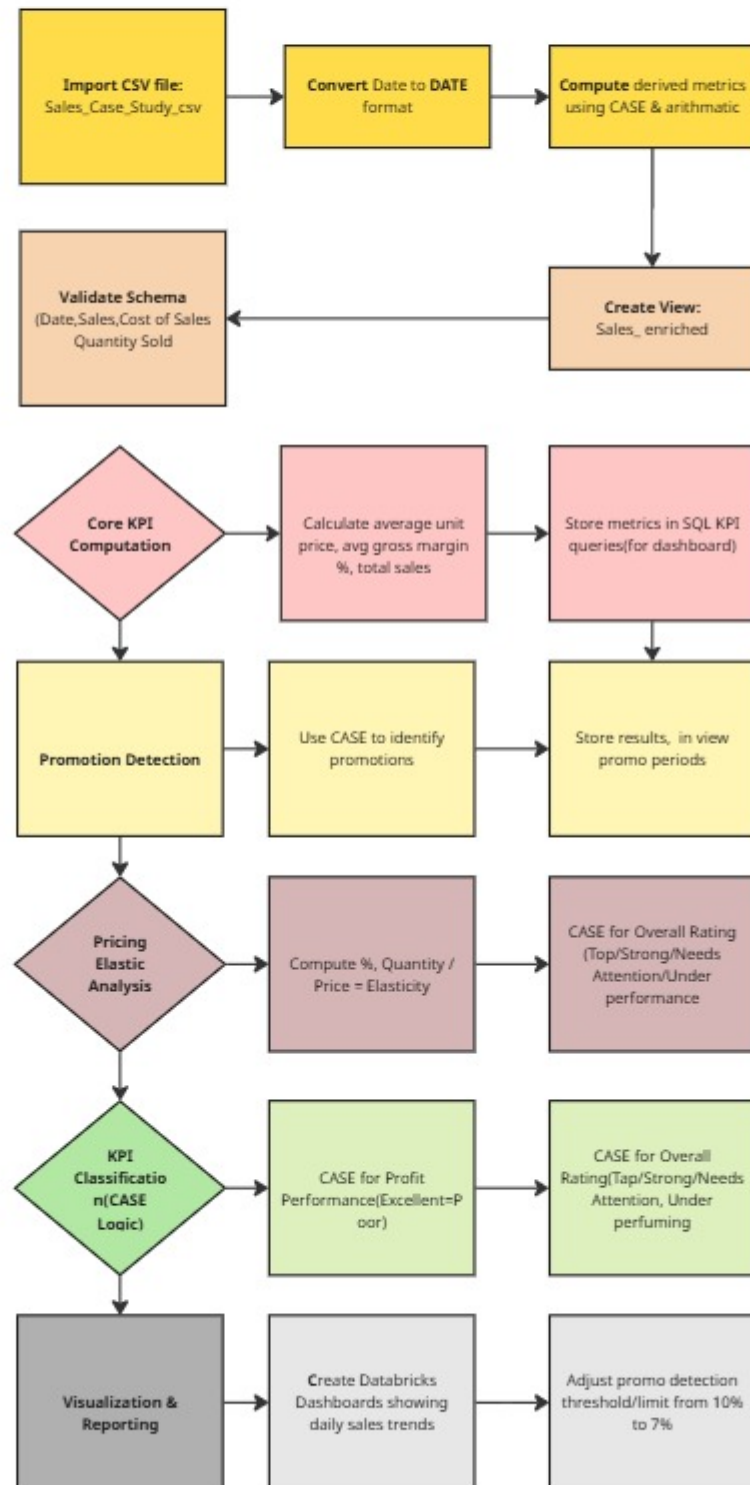 Import CSV file:
Sales_Case_Study_csv
Convert Date to DATE
format
Compute derived metrics
using CASE & arithmatic
Validate Schema
(Date,Sales,Cost of Sales
Quantity Sold
Create View:
Sales_ enriched
Core KPI
Computation
Calculate average unit
price, avg gross margin
%, total sales
Store metrics in SQL KPI
queries(for dashboard)
Promotion Detection
Use CASE to identify
promotions
Store results, in view
promo periods
Pricing
Elastic
Analysis
Compute %, Quantity /
Price = Elasticity
CASE for Overall Rating
(Top/Strong/Needs
Attention/Under
performance
KPI
Classificatio
n(CASE
Logic)
CASE for Profit
Performance(Excellent=P
oor)
CASE for Overall
Rating(Tap/Strong/Needs
Attention, Under
perfuming
Visualization &
Reporting
Create Databricks
Dashboards showing
daily sales trends
Adjust promo detection
threshold/limit from 10%
to 7%